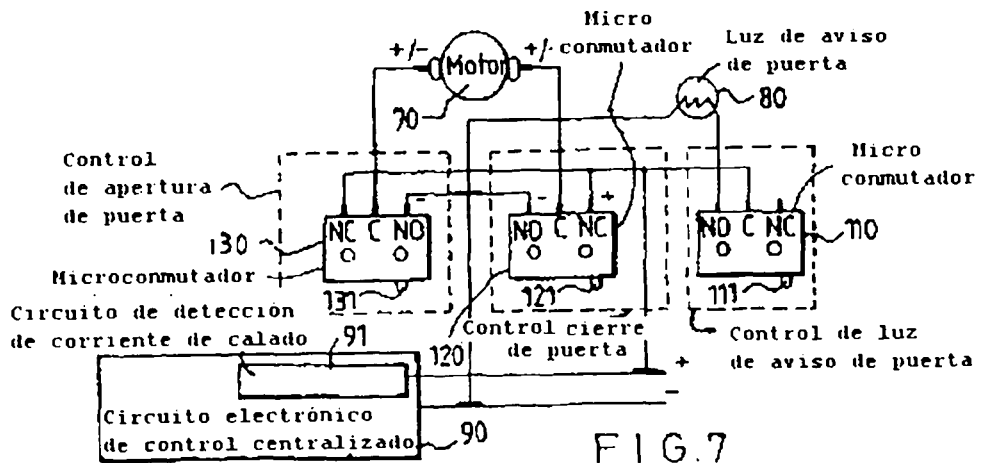 Micro
conmutador
Luz de aviso
de puerta
+/-
Motor
+/-
70
80
Control
de apertura
de puerta
Micro
conmutador
-
-
+
NC C NO
NO C NC
NO C NC
130
110
Microconmutador
131
121
111
Circuito de detección
de corriente de calado
91
120
Control cierre
de puerta
Control de luz
de aviso de puerta
+
-
Circuito electrónico
de control centralizado
90
FIG.7